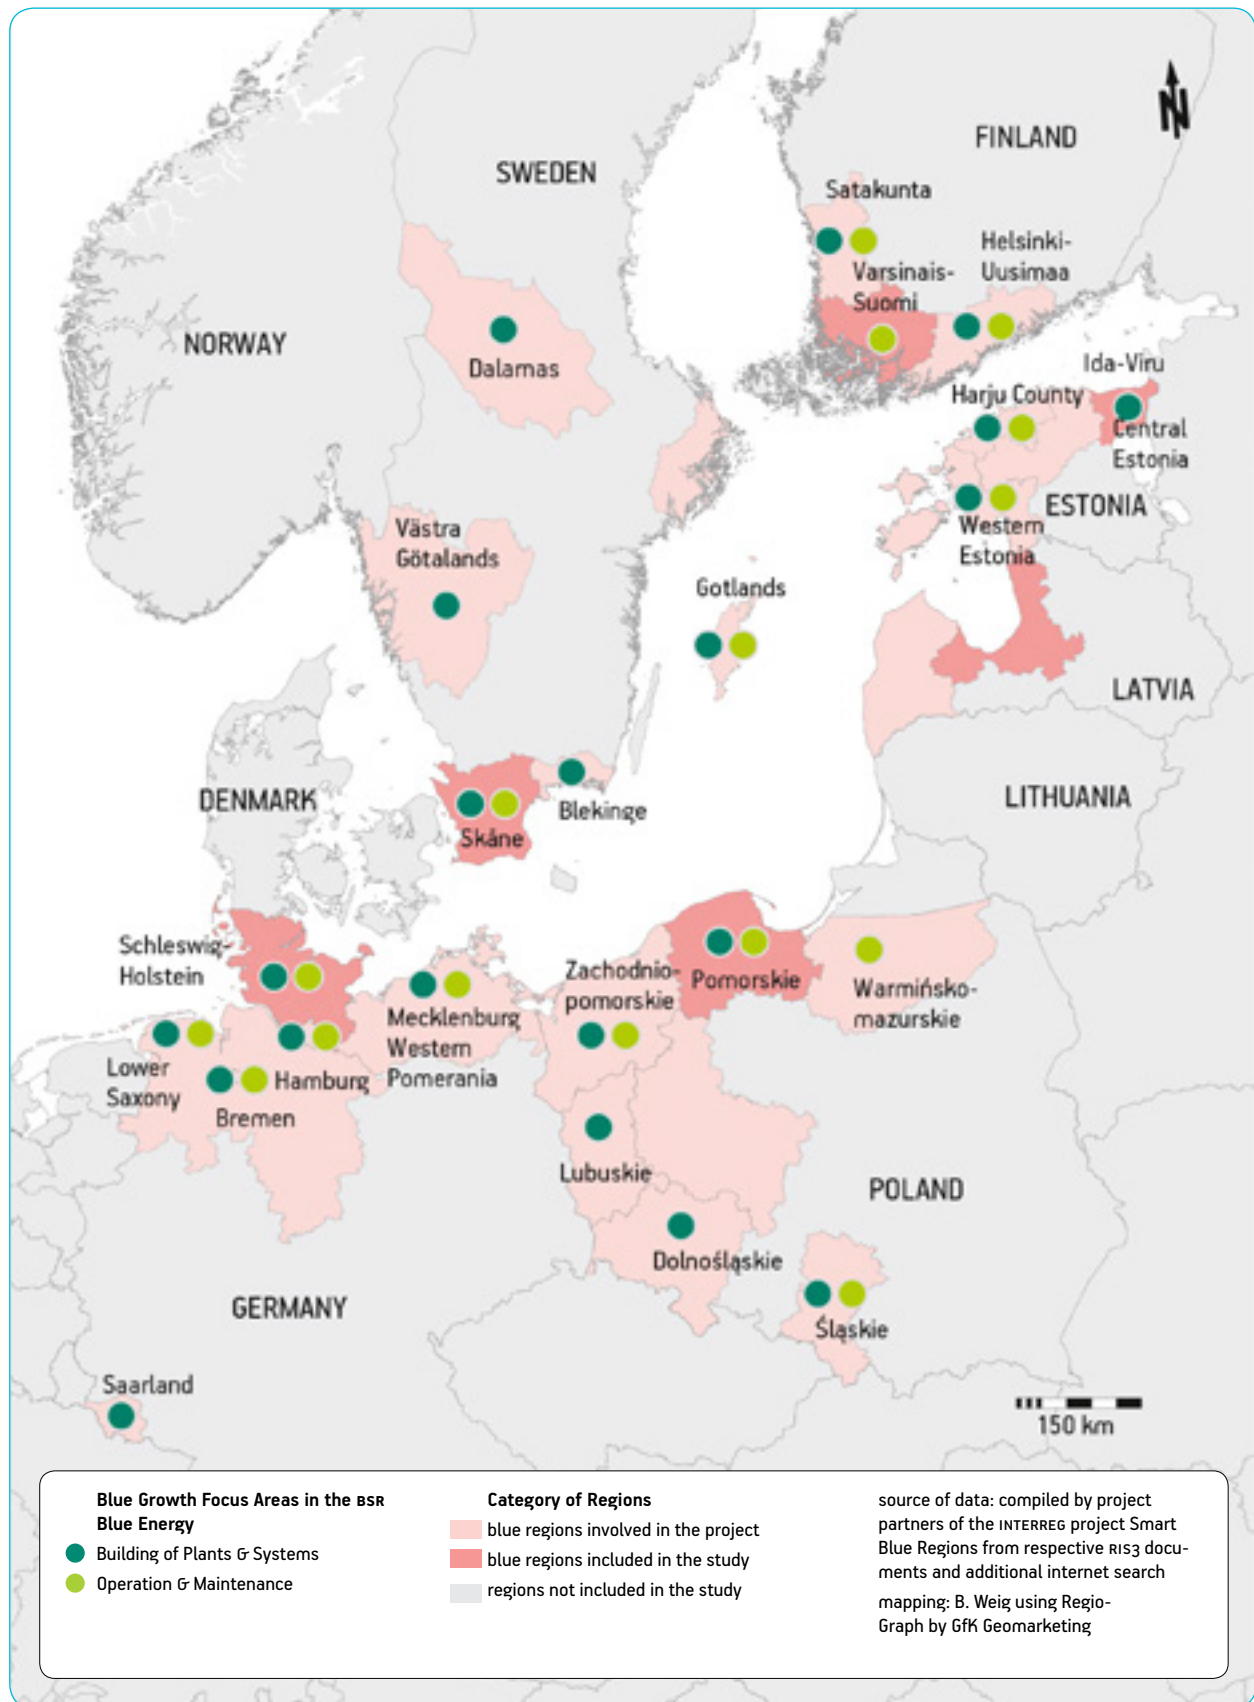 N
FINLAND
SWEDEN
Satakunta
Helsinki-
Uusimaa
Varsinais-
Suomi
NORWAY
Dalarnas
Ida-Viru
Harju County
Central
Estonia
ESTONIA
Western
Estonia
Västra
Götalands
Gotlands
LATVIA
DENMARK
LITHUANIA
Blekinge
Skåne
Schleswig-
Holstein
Zachodnio-
pomorskie
Pomorskie
Warmińsko-
mazurskie
Mecklenburg
Western
Pomerania
Lower
Saxony
Hamburg
Bremen
Lubuskie
POLAND
Dolnośląskie
GERMANY
Śląskie
Saarland
150 km
Blue Growth Focus Areas in the BSR
Blue Energy
Building of Plants & Systems
Operation & Maintenance
Category of Regions
blue regions involved in the project
blue regions included in the study
regions not included in the study
source of data: compiled by project
partners of the INTERREG project Smart
Blue Regions from respective RIS3 docu-
ments and additional internet search
mapping: B. Weig using Regio-
Graph by GfK Geomarketing